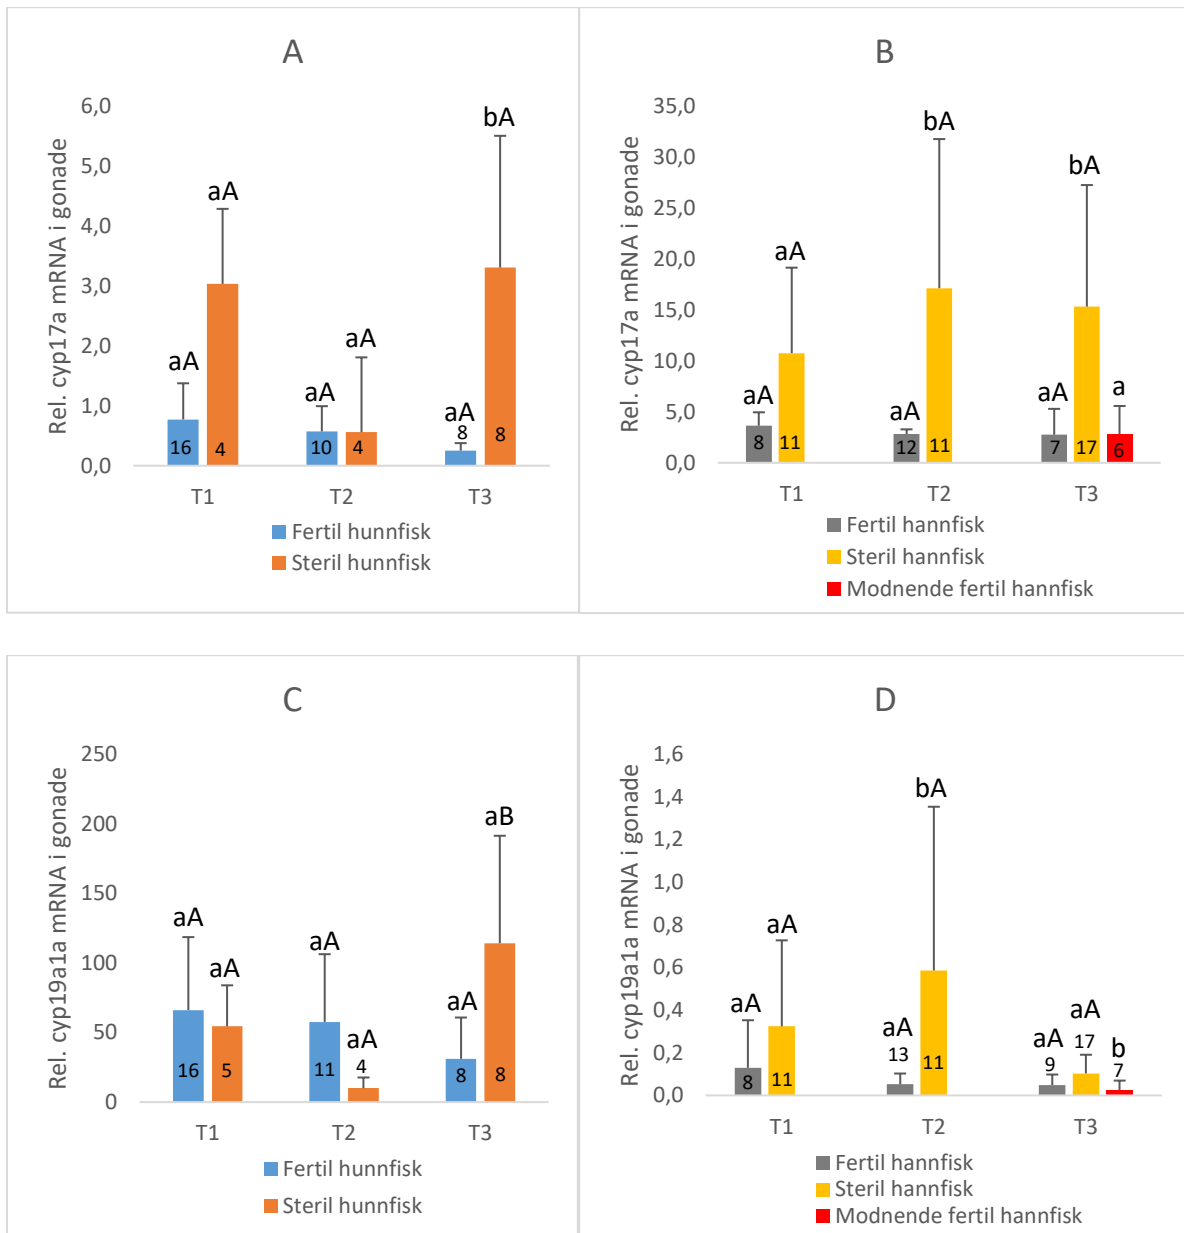 A
Rel. cyp17a mRNA i gonade
6,0
5,0
4,0
3,0
2,0
1,0
0,0
aA
aA
aA
aA
aA
bA
16
4
10
4
8
8
T1
T2
T3
Fertil hunnfisk
Steril hunnfisk
B
Rel. cyp17a mRNA i gonade
35,0
30,0
25,0
20,0
15,0
10,0
5,0
0,0
aA
aA
aA
bA
aA
bA
a
8
11
12
11
7
17
6
T1
T2
T3
Fertil hannfisk
Steril hannfisk
Modnende fertil hannfisk
C
Rel. cyp19a1a mRNA i gonade
250
200
150
100
50
0
aA
aA
aA
aA
aA
aB
16
5
11
4
8
8
T1
T2
T3
Fertil hunnfisk
Steril hunnfisk
D
Rel. cyp19a1a mRNA i gonade
1,6
1,4
1,2
1,0
0,8
0,6
0,4
0,2
0,0
aA
aA
aA
bA
aA
aA
b
8
11
13
11
9
17
7
T1
T2
T3
Fertil hannfisk
Steril hannfisk
Modnende fertil hannfisk